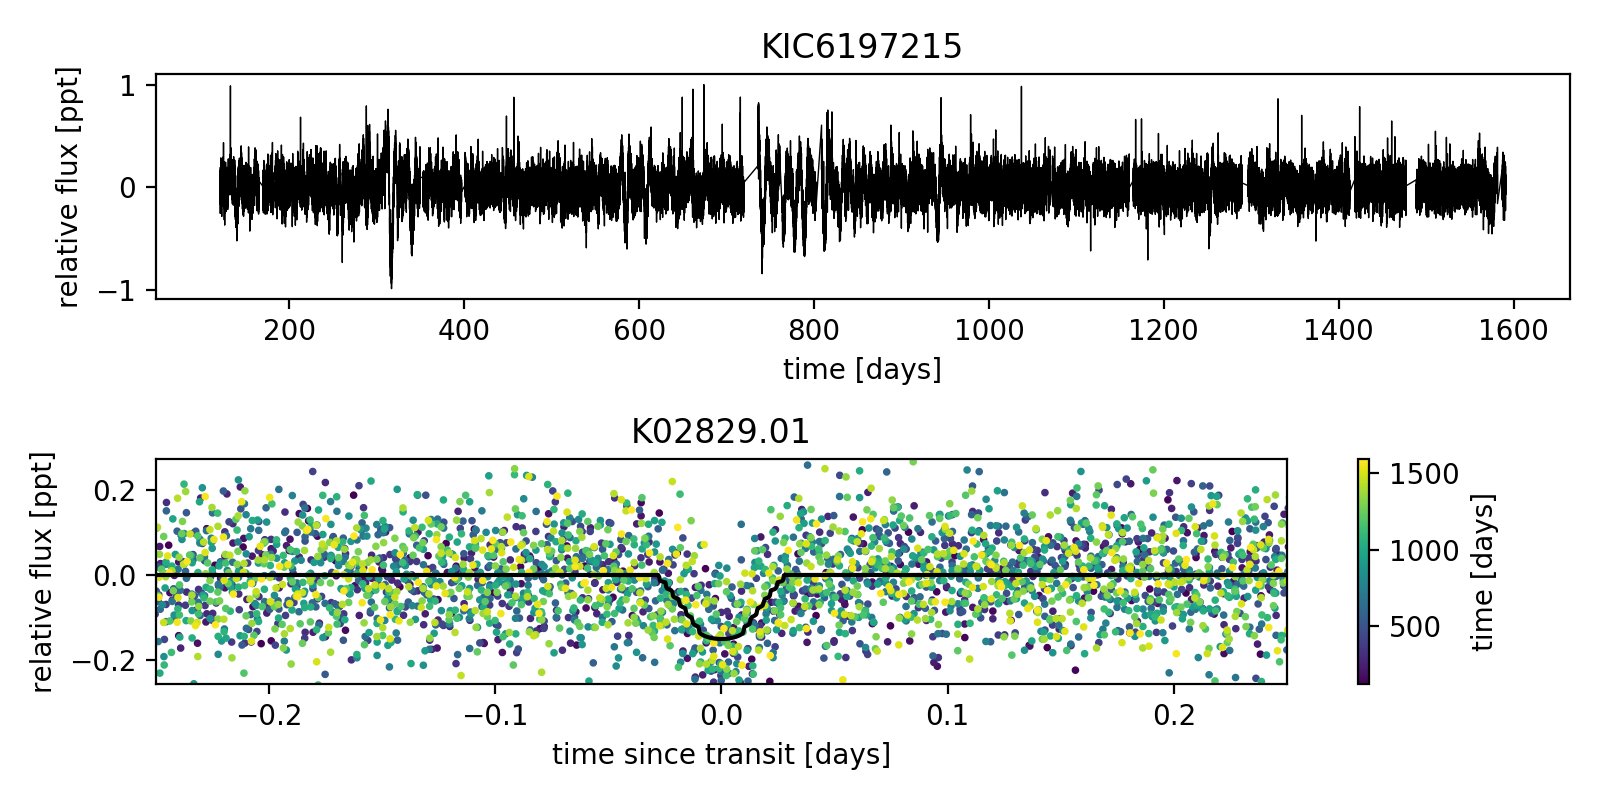 KIC6197215
relative flux [ppt]
1
0
−1
200 400 600 800 1000 1200 1400 1600
time [days]
K02829.01
relative flux [ppt]
0.2
0.0
−0.2
−0.2 −0.1 0.0 0.1 0.2
time since transit [days]
1500
1000
500
time [days]